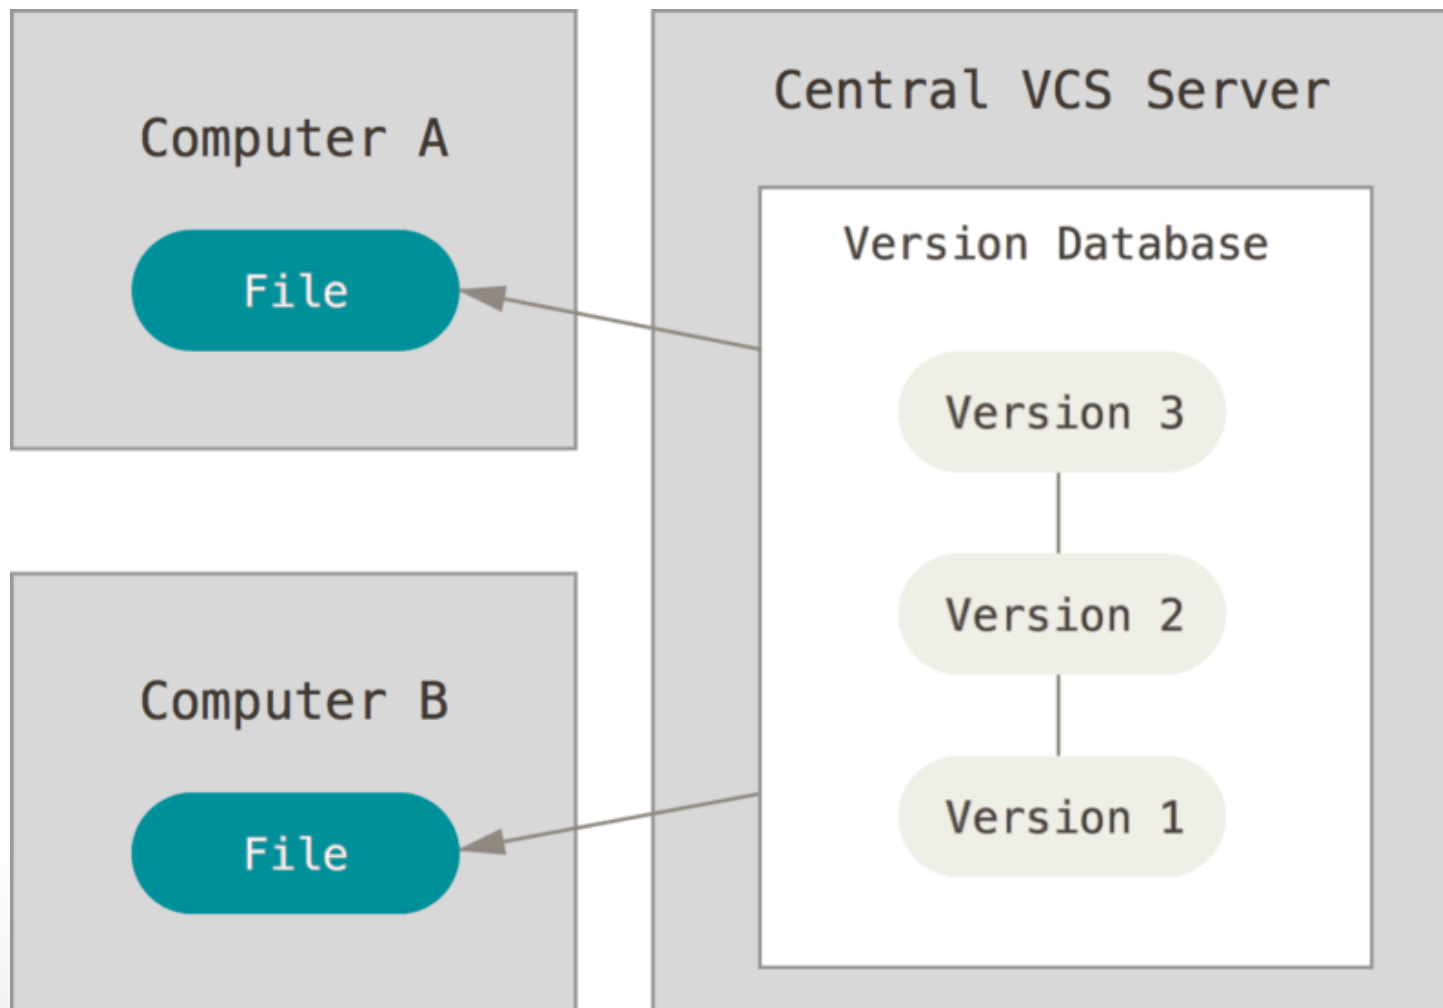 Computer A
File
Computer B
File
Central VCS Server
Version Database
Version 3
Version 2
Version 1